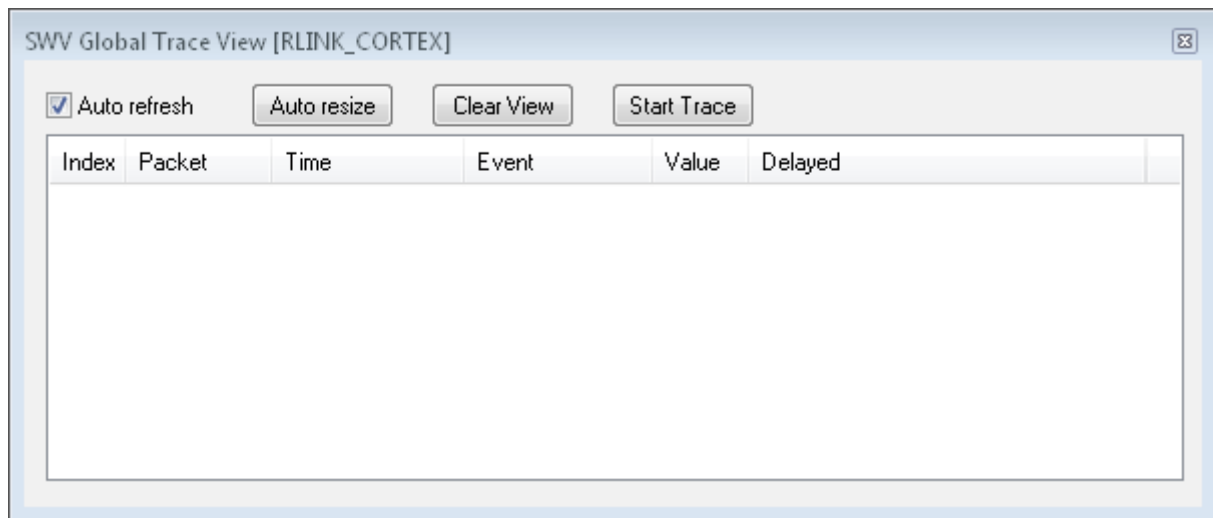 SWV Global Trace View [RLINK_CORTEX]
Auto refresh Auto resize Clear View Start Trace
Index Packet Time Event Value Delayed